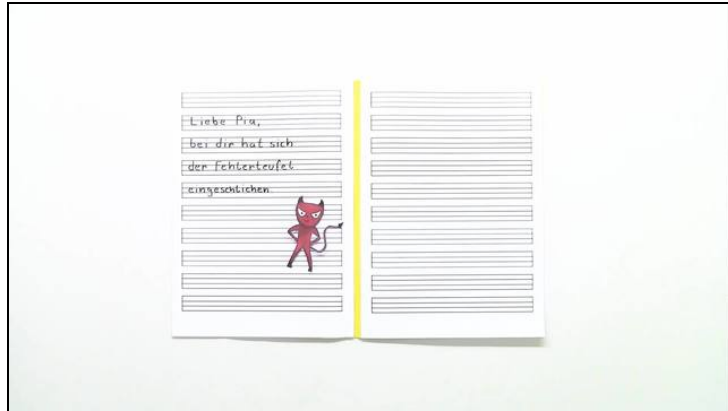 Liebe Pia,
bei dir hat sich
der Fehlerteufel
eingeschlichen.